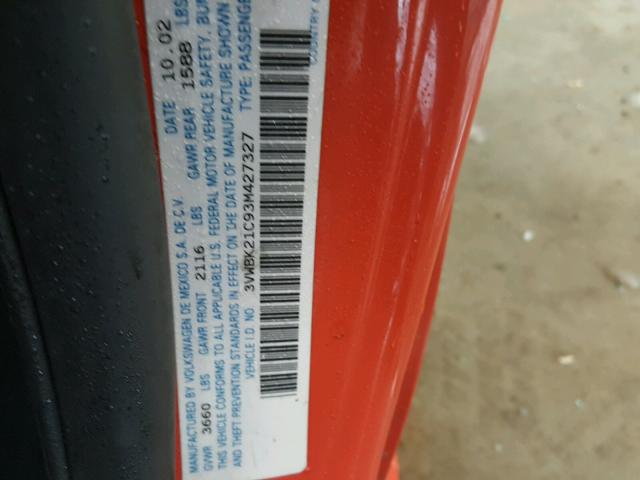 MANUFACTURED BY VOLKSWAGEN DE MEXICO S.A. DE C.V. DATE 10.02
GVWR 3660 LBS GAWR FRONT 2116 LBS GAWR REAR 1588 LBS
THIS VEHICLE CONFORMS TO ALL APPLICABLE U.S. FEDERAL MOTOR VEHICLE SAFETY, BUM
AND THEFT PREVENTION STANDARDS IN EFFECT ON THE DATE OF MANUFACTURE SHOWN
VEHICLE I.D. NO 3VWBK21C93M427327 TYPE: PASSENGE
COUNTRY